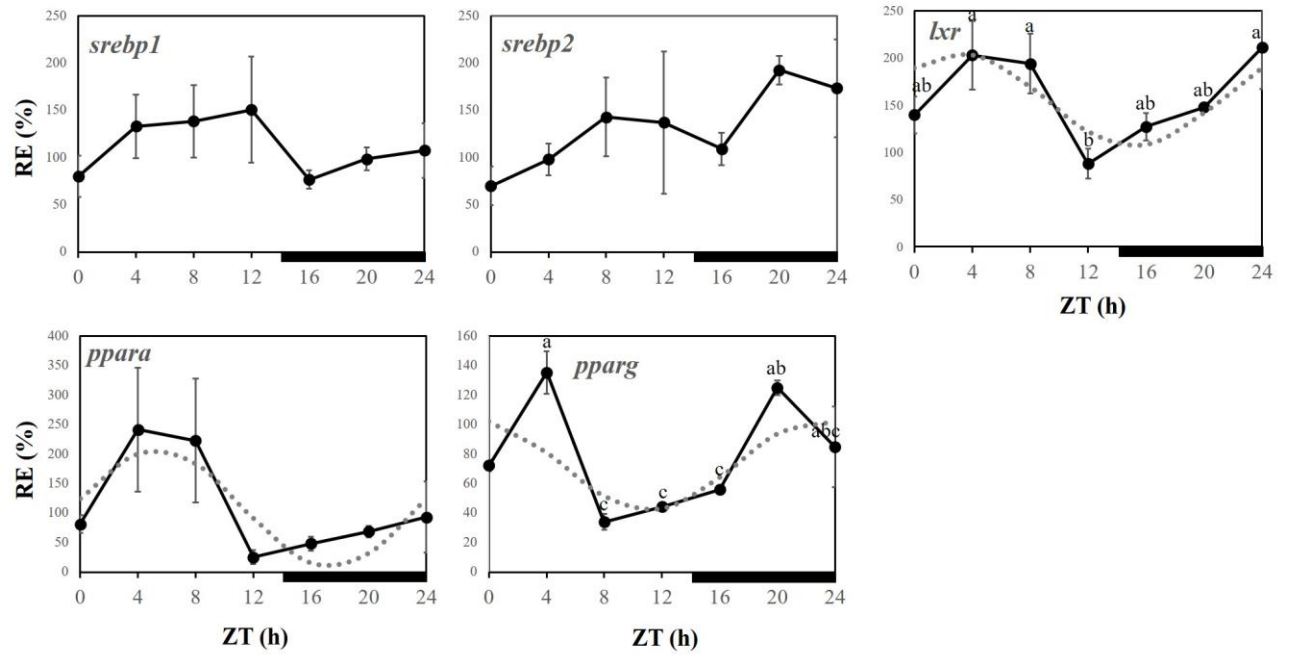 250
200
150
100
50
0
srebp1
RE (%)
0 4 8 12 16 20 24
250
200
150
100
50
0
srebp2
0 4 8 12 16 20 24
250
200
150
100
50
0
lxr
ab
a
a
b
ab
ab
a
0 4 8 12 16 20 24
ZT (h)
400
350
300
250
200
150
100
50
0
ppara
RE (%)
0 4 8 12 16 20 24
ZT (h)
160
140
120
100
80
60
40
20
0
pparg
a
c
c
c
ab
abc
0 4 8 12 16 20 24
ZT (h)